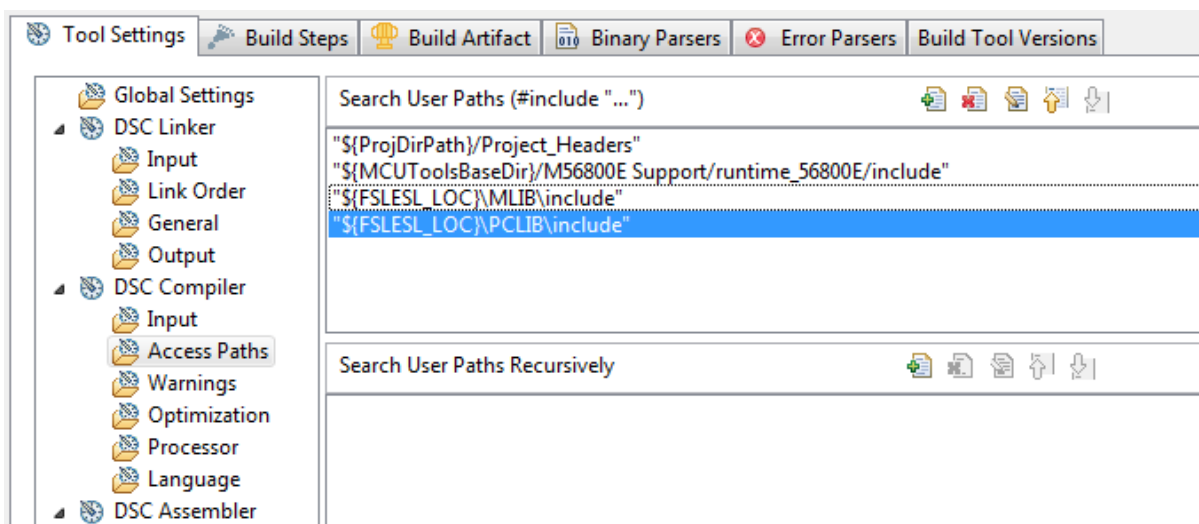 Tool Settings
Build Steps
Build Artifact
010
Binary Parsers
Error Parsers
Build Tool Versions
Global Settings
DSC Linker
Input
Link Order
General
Output
DSC Compiler
Input
Access Paths
Warnings
Optimization
Processor
Language
DSC Assembler
Search User Paths (#include "...")
"${ProjDirPath}/Project_Headers"
"${MCUToolsBaseDir}/M56800E Support/runtime_56800E/include"
"${FSLESL_LOC}\MLIB\include"
"${FSLESL_LOC}\PCLIB\include"
Search User Paths Recursively